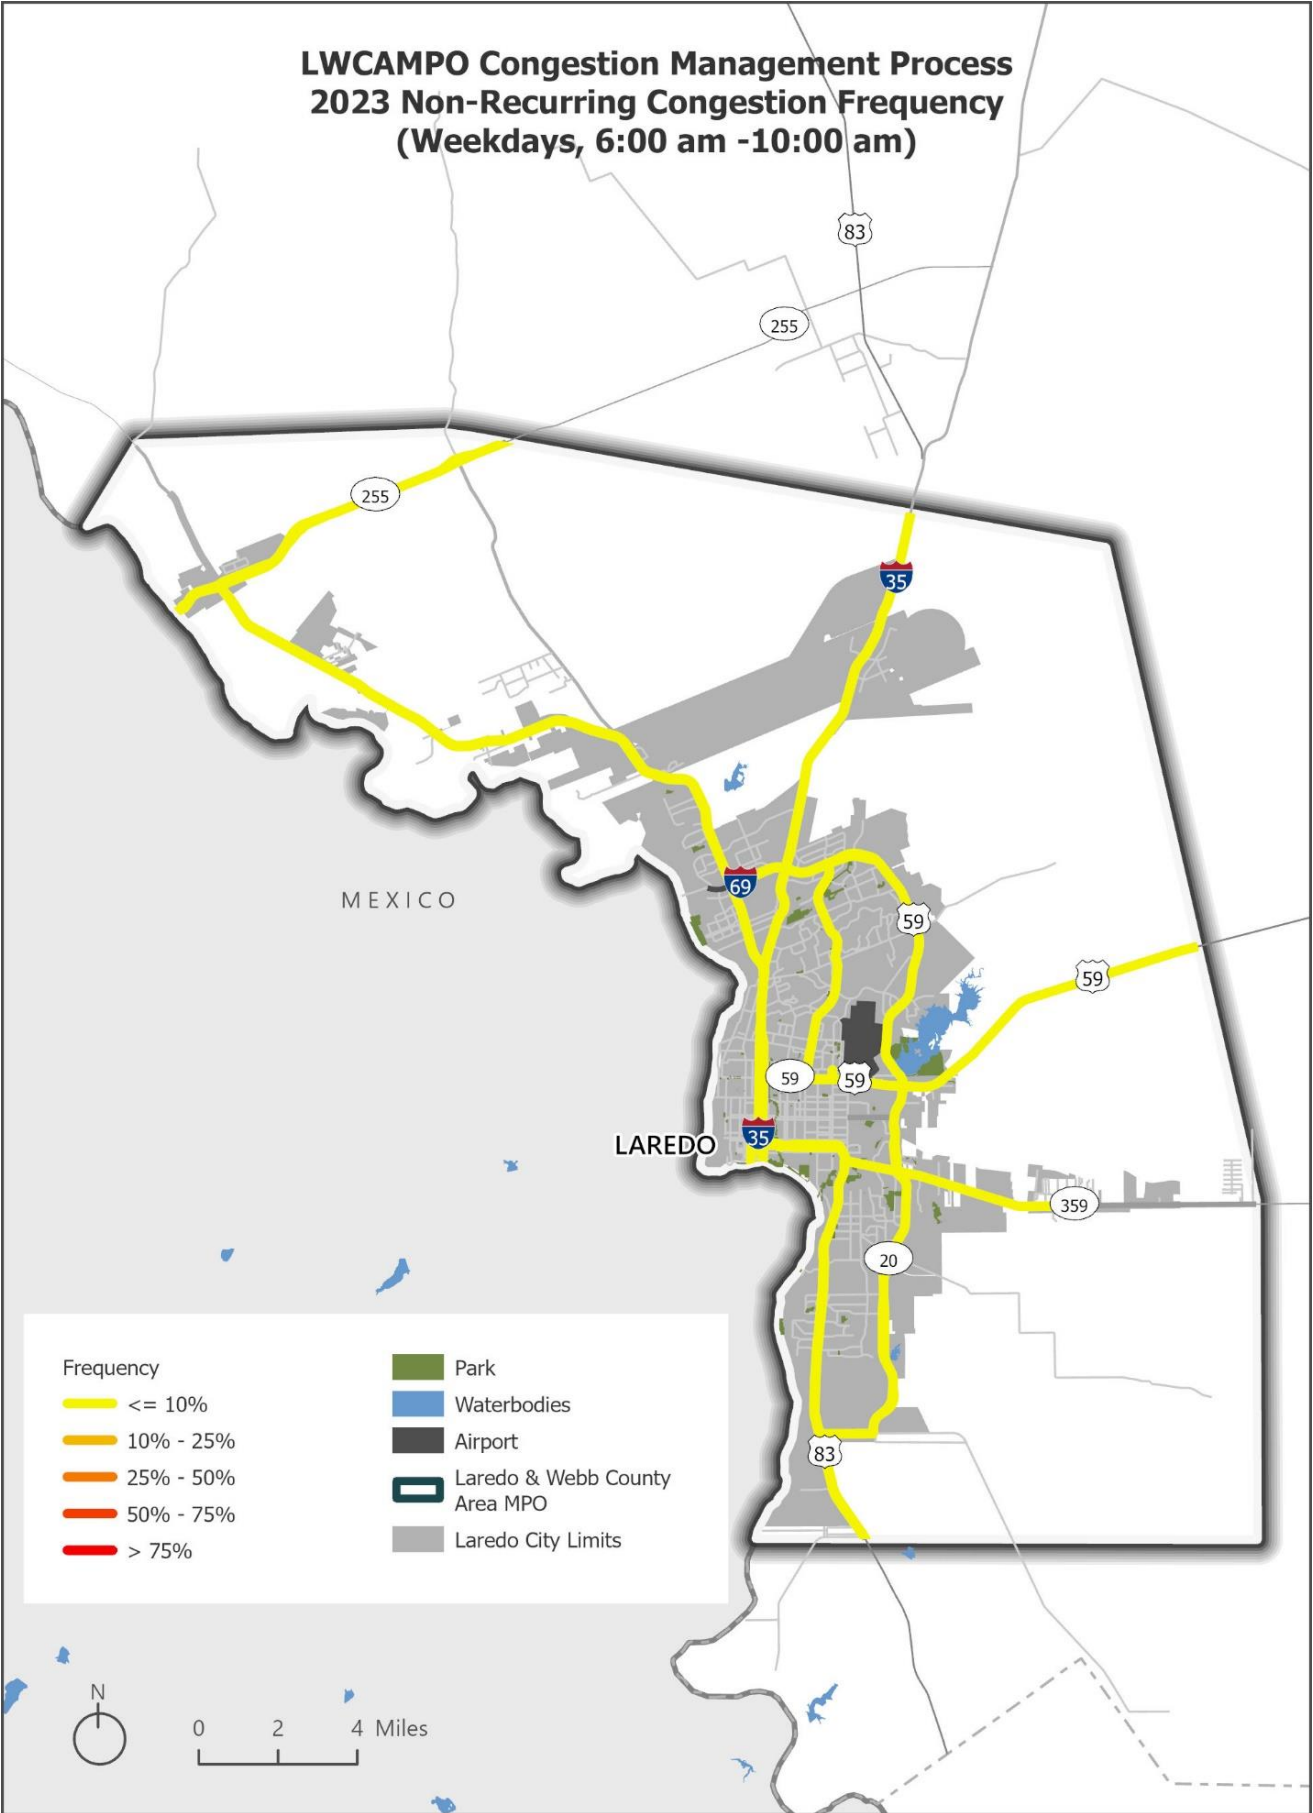 LWCAMPO Congestion Management Process
2023 Non-Recurring Congestion Frequency
(Weekdays, 6:00 am -10:00 am)
83
255
255
35
69
MEXICO
59
59
59
59
35
LAREDO
359
20
83
Frequency
<= 10%
10% - 25%
25% - 50%
50% - 75%
> 75%
Park
Waterbodies
Airport
Laredo & Webb County
Area MPO
Laredo City Limits
N
0 2 4 Miles